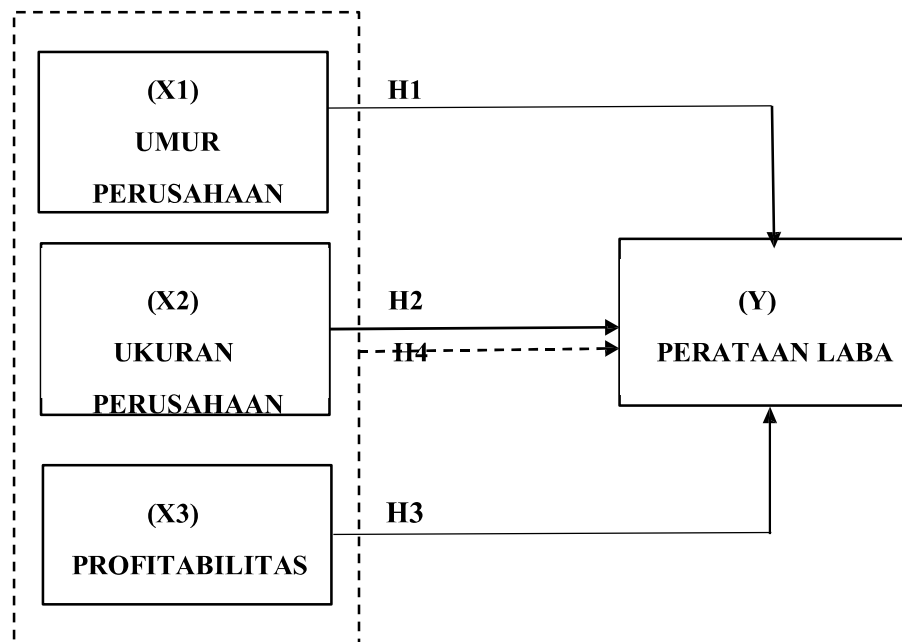 (X1)
UMUR
PERUSAHAAN
H1
(X2)
UKURAN
PERUSAHAAN
H2
H4
(Y)
PERATAAN LABA
(X3)
PROFITABILITAS
H3